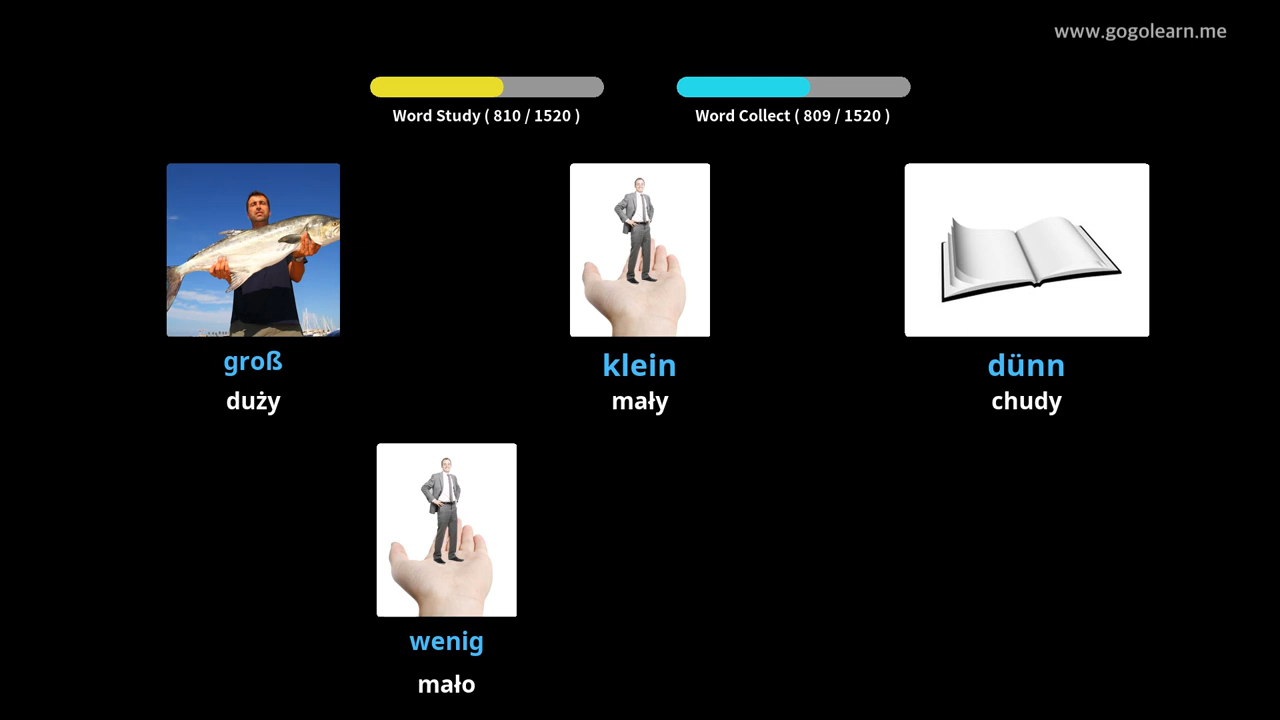 www.gogolearn.me
Word Study ( 810 / 1520 )
Word Collect ( 809 / 1520 )
groß
duży
klein
mały
dünn
chudy
wenig
mało